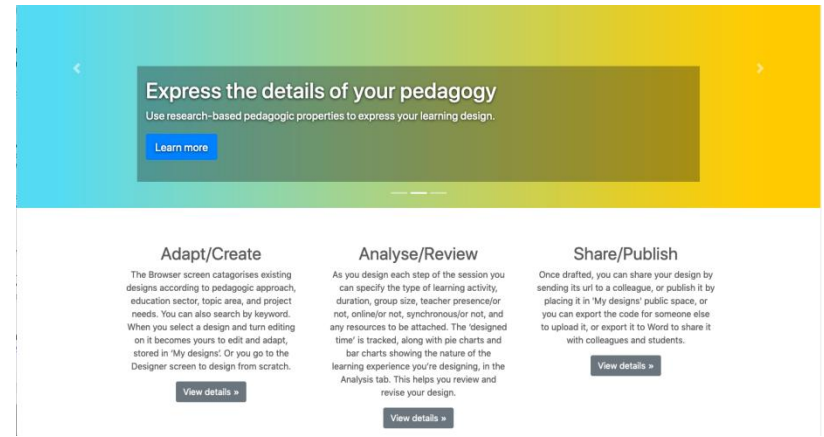 Express the details of your pedagogy
Use research-based pedagogic properties to express your learning design.
Learn more
Adapt/Create
The Browser screen catagorises existing
designs according to pedagogic approach,
education sector, topic area, and project
needs. You can also search by keyword.
When you select a design and turn editing
on it becomes yours to edit and adapt,
stored in 'My designs'. Or you go to the
Designer screen to design from scratch.
View details »
Analyse/Review
As you design each step of the session you
can specify the type of learning activity,
duration, group size, teacher presence/or
not, online/or not, synchronous/or not, and
any resources to be attached. The 'designed
time' is tracked, along with pie charts and
bar charts showing the nature of the
learning experience you're designing, in the
Analysis tab. This helps you review and
revise your design.
View details »
Share/Publish
Once drafted, you can share your design by
sending its url to a colleague, or publish it by
placing it in 'My designs' public space, or
you can export the code for someone else
to upload it, or export it to Word to share it
with colleagues and students.
View details »